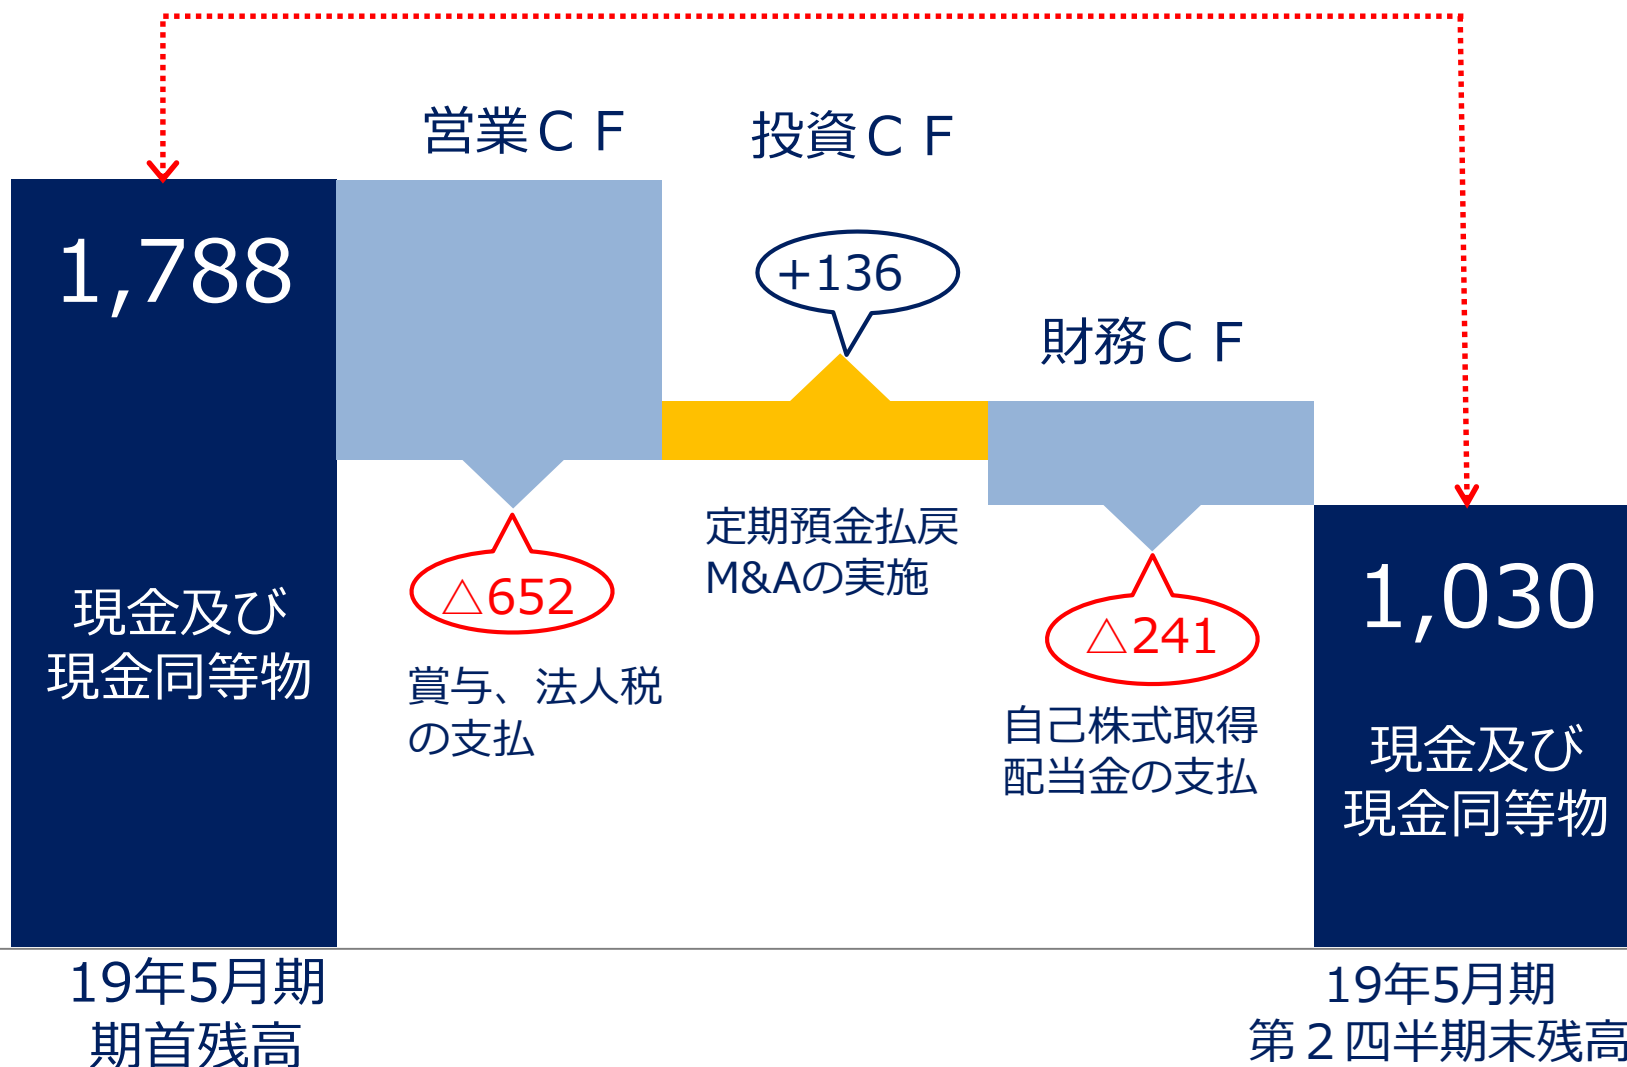 営業ＣＦ
投資ＣＦ
1,788
+136
財務ＣＦ
定期預金払戻
M&Aの実施
△652
△241
1,030
現金及び
現金同等物
賞与、法人税
の支払
自己株式取得
配当金の支払
現金及び
現金同等物
19年5月期
期首残高
19年5月期
第２四半期末残高